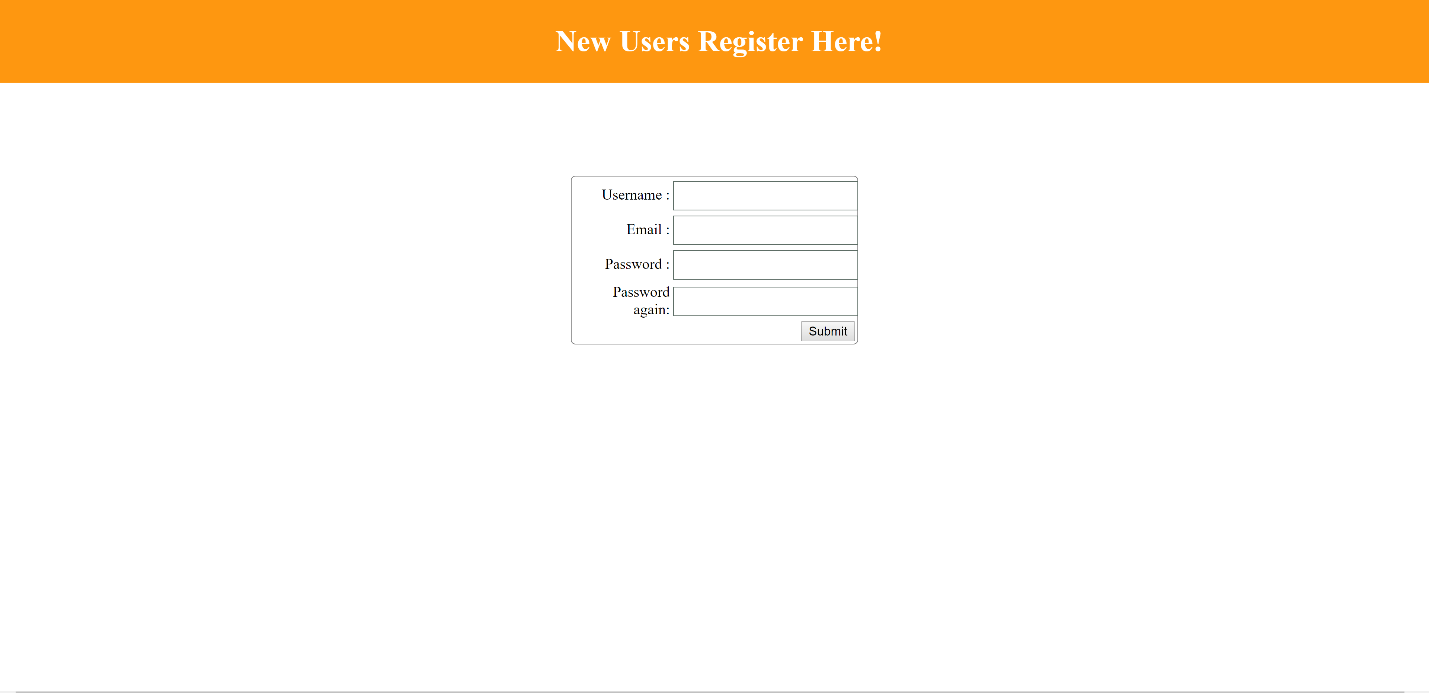 New Users Register Here!
Username :
Email :
Password :
Password
again:
Submit